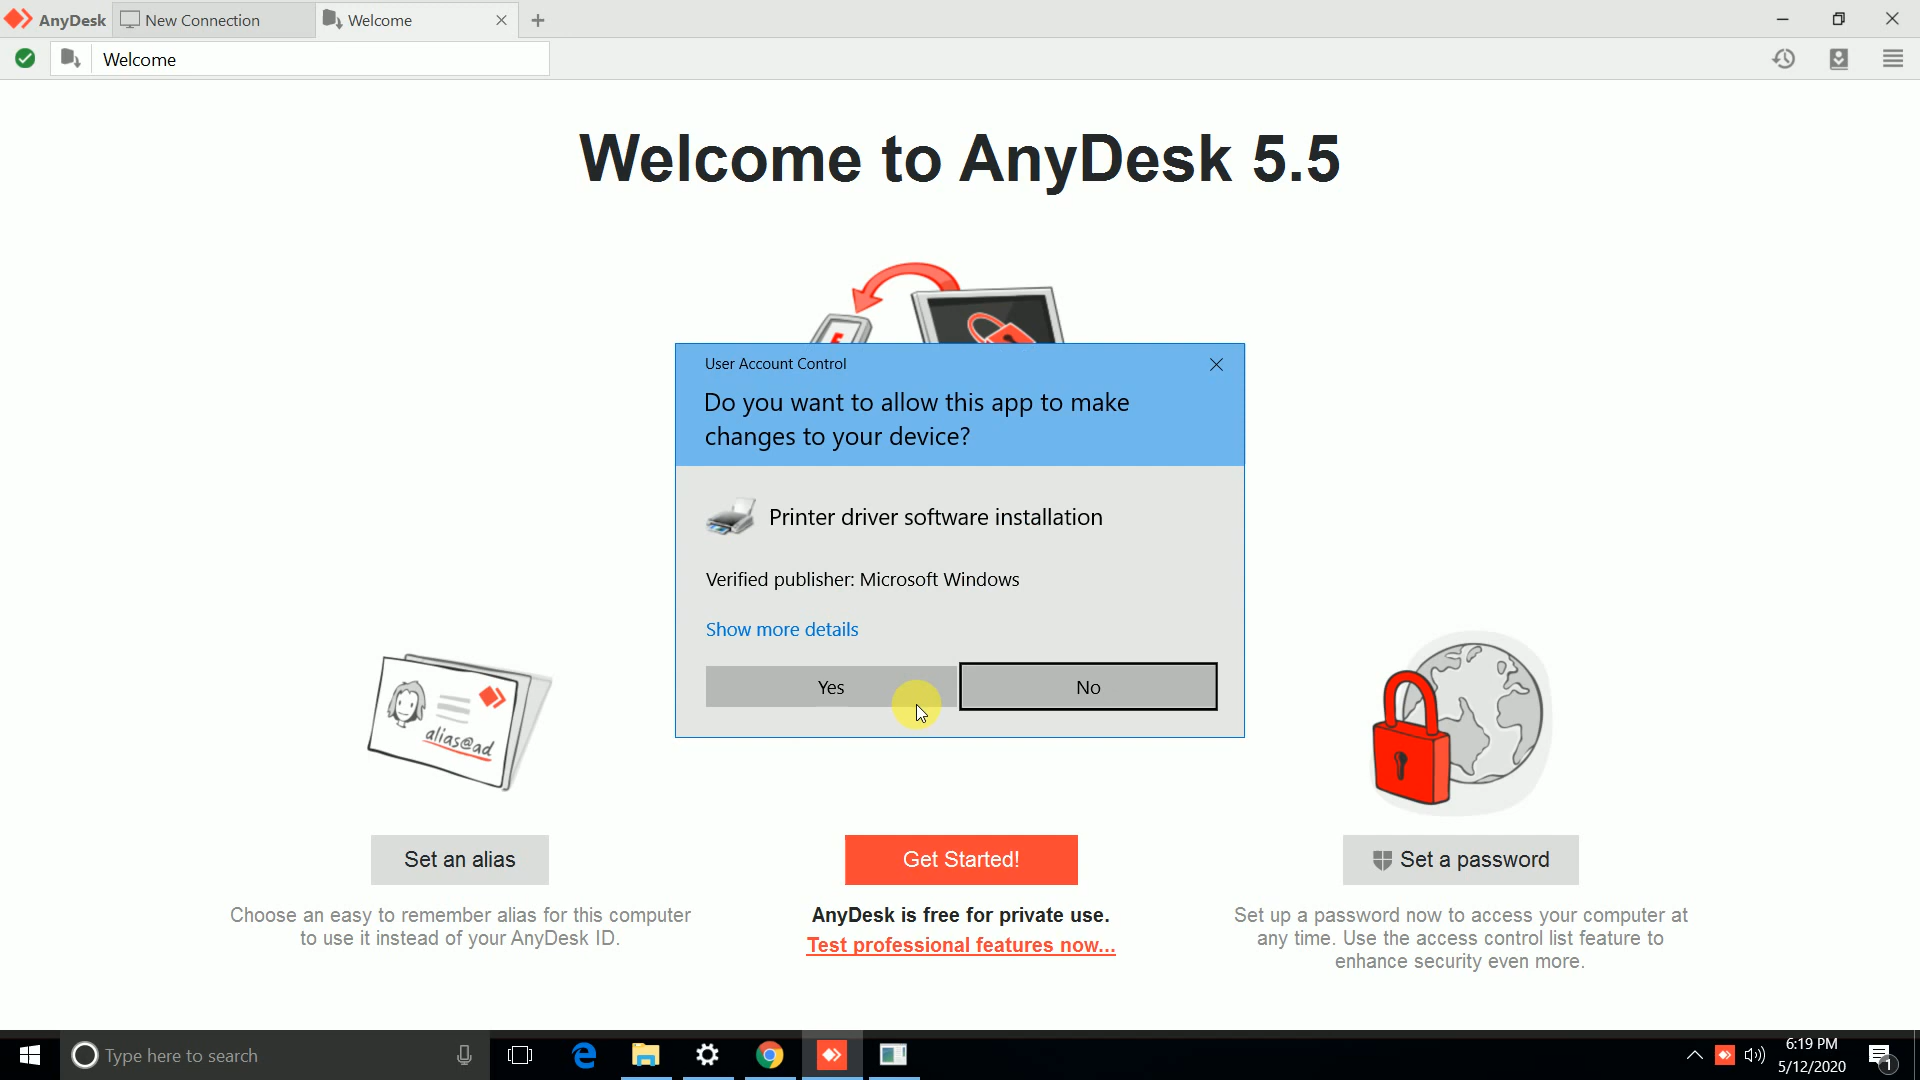 AnyDesk
New Connection
Welcome
Welcome
Welcome to AnyDesk 5.5
User Account Control
Do you want to allow this app to make
changes to your device?
Printer driver software installation
Verified publisher: Microsoft Windows
Show more details
Yes
No
alias@ad
Set an alias
Get Started!
Set a password
Choose an easy to remember alias for this computer
to use it instead of your AnyDesk ID.
AnyDesk is free for private use.
Test professional features now...
Set up a password now to access your computer at
any time. Use the access control list feature to
enhance security even more.
Type here to search
6:19 PM
5/12/2020
1